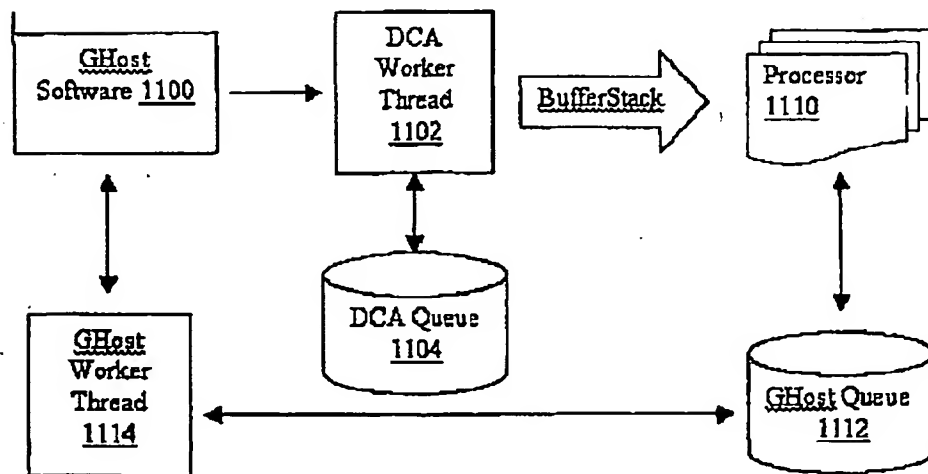 GHost
Software 1100
DCA
Worker
Thread
1102
BufferStack
Processor
1110
DCA Queue
1104
GHost
Worker
Thread
1114
GHost Queue
1112